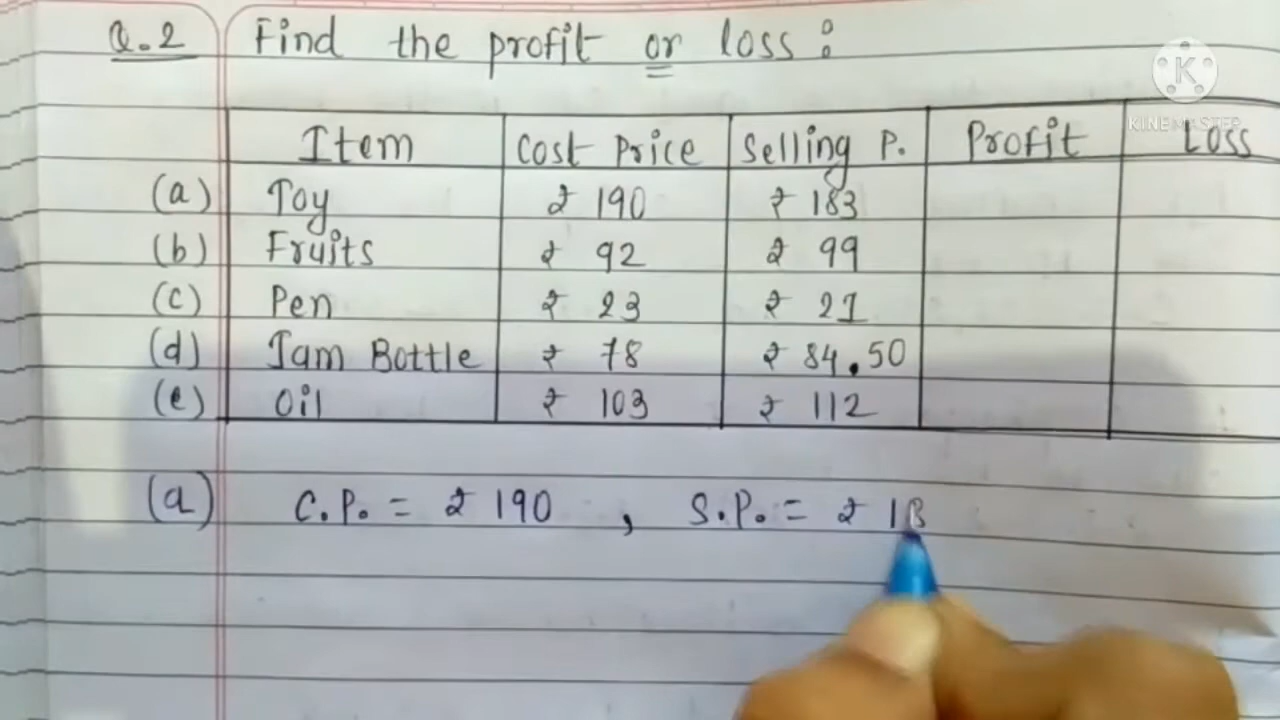 Q.2 Find the profit or loss :
Item Cost Price Selling P. Profit Loss
(a) Toy ₹ 190 ₹ 183
(b) Fruits ₹ 92 ₹ 99
(c) Pen ₹ 23 ₹ 21
(d) Jam Bottle ₹ 78 ₹ 84.50
(e) Oil ₹ 103 ₹ 112
(a) C.P. = ₹ 190 , S.P. = ₹ 18
K
KINEMASTER